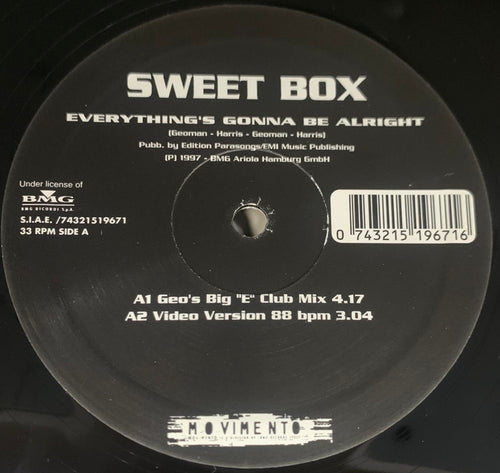 SWEET BOX
EVERYTHING'S GONNA BE ALRIGHT
(Geoman - Harris - Geoman - Harris)
Pubb. by Edition Parasongs/EMI Music Publishing
(P) 1997 - BMG Ariola Hamburg GmbH
Under license of
BMG
BMG RICORDI S.p.A.
S.I.A.E. /74321519671
33 RPM SIDE A
0 743215 196716
A1 Geo's Big "E" Club Mix 4.17
A2 Video Version 88 bpm 3.04
MOVIMENTO